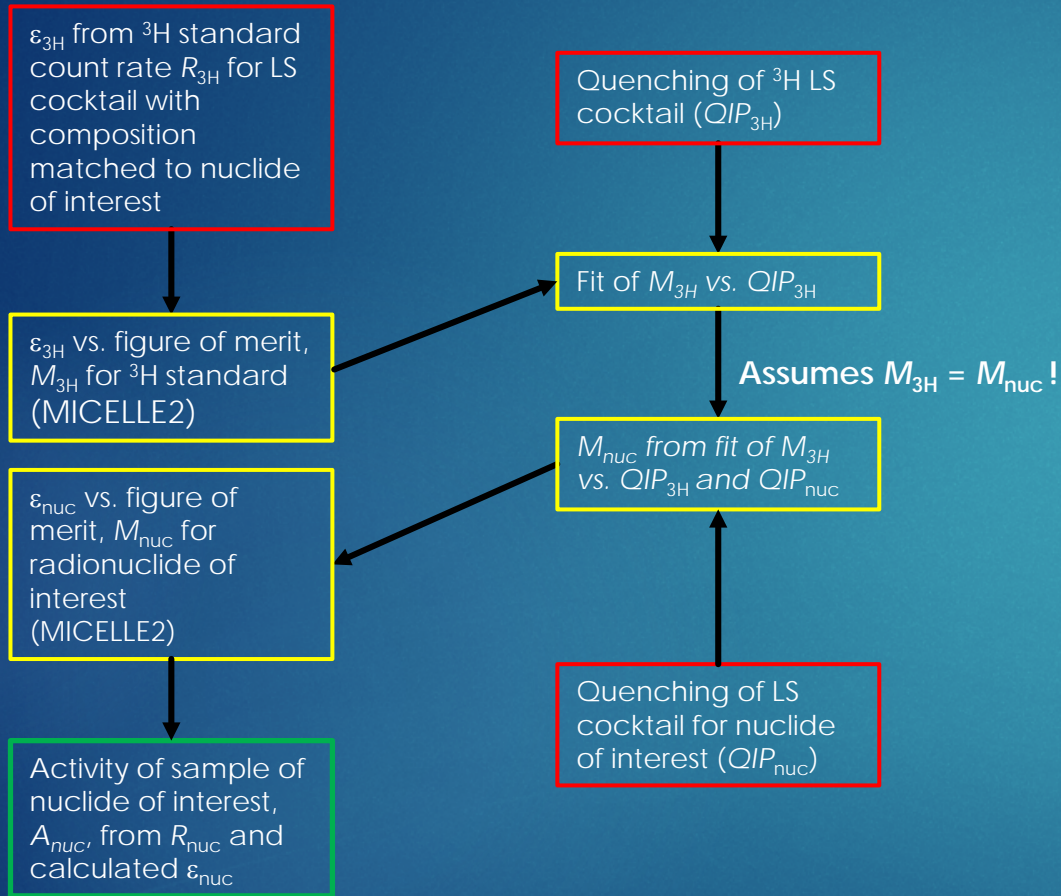 ε3H from ³H standard
count rate R3H for LS
cocktail with
composition
matched to nuclide
of interest
Quenching of ³H LS
cocktail (QIP3H)
Fit of M3H vs. QIP3H
ε3H vs. figure of merit,
M3H for ³H standard
(MICELLE2)
Assumes M3H = Mnuc !
Mnuc from fit of M3H
vs. QIP3H and QIPnuc
εnuc vs. figure of
merit, Mnuc for
radionuclide of
interest
(MICELLE2)
Quenching of LS
cocktail for nuclide
of interest (QIPnuc)
Activity of sample of
nuclide of interest,
Anuc, from Rnuc and
calculated εnuc